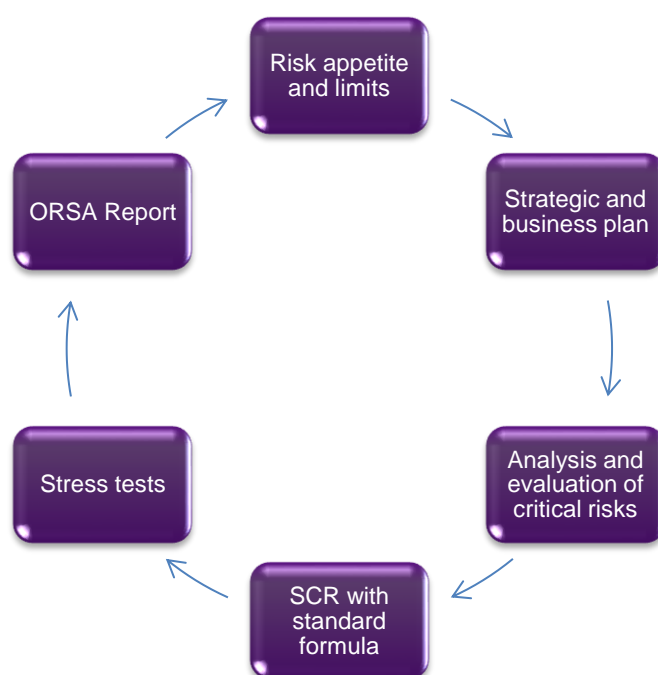 Risk appetite
and limits
Strategic and
business plan
Analysis and
evaluation of
critical risks
SCR with
standard
formula
Stress tests
ORSA Report